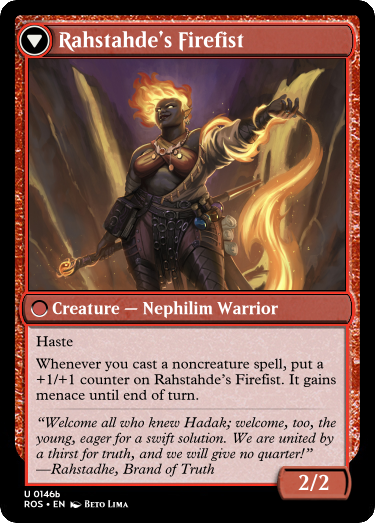 Rahstahde's Firefist
Creature — Nephilim Warrior
Haste
Whenever you cast a noncreature spell, put a
+1/+1 counter on Rahstahde's Firefist. It gains
menace until end of turn.
“Welcome all who knew Hadak; welcome, too, the
young, eager for a swift solution. We are united by
a thirst for truth, and we will give no quarter!”
—Rahstadhe, Brand of Truth
2/2
U 0146b
ROS • EN Beto Lima